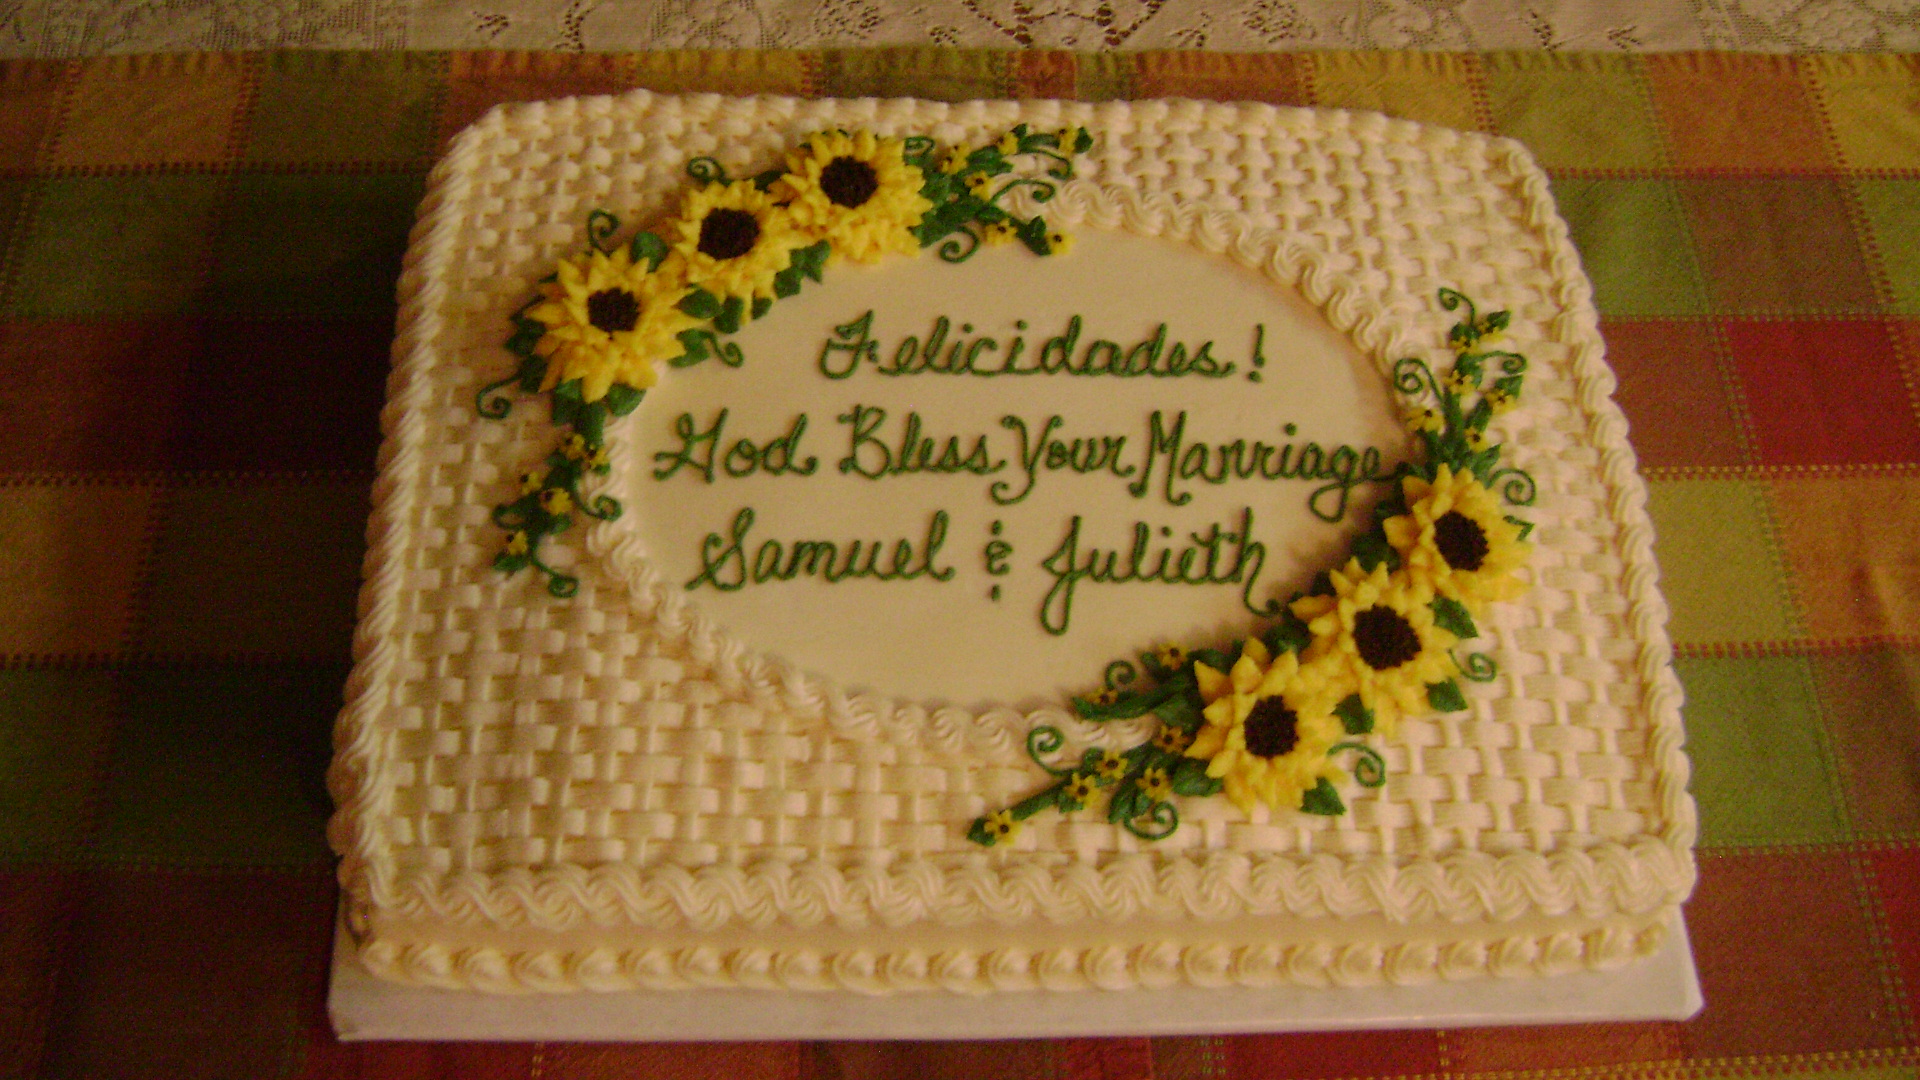 Felicidades!
God Bless Your Marriage
Samuel & Julieth